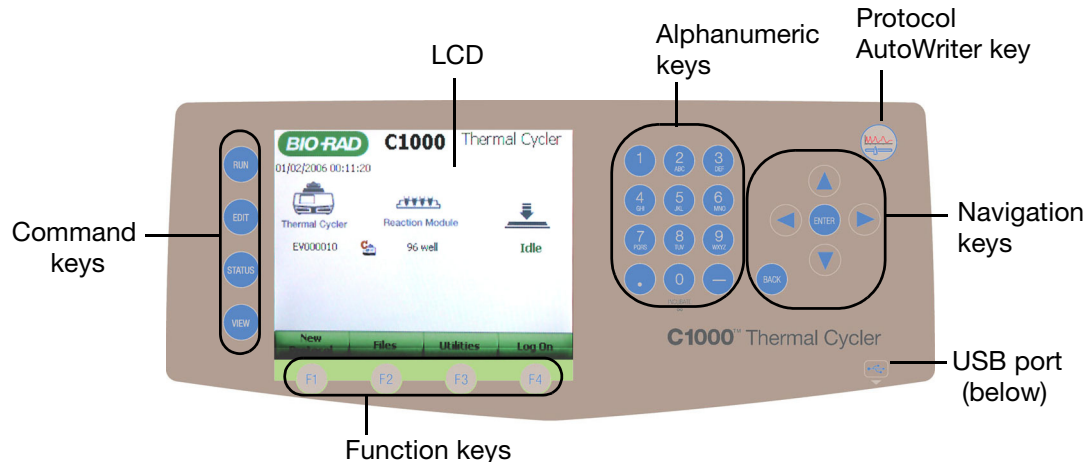 Protocol
AutoWriter key
Alphanumeric
keys
LCD
BIO-RAD C1000 Thermal Cycler
01/02/2006 00:11:20
Thermal Cycler Reaction Module
EV000010 96 well Idle
New Protocol Files Utilities Log On
F1 F2 F3 F4
Function keys
Command
keys
RUN
EDIT
STATUS
VIEW
1 2 ABC 3 DEF
4 GHI 5 JKL 6 MNO
7 PQRS 8 TUV 9 WXYZ
. 0 —
ENTER
BACK
Navigation
keys
C1000™ Thermal Cycler
USB port
(below)